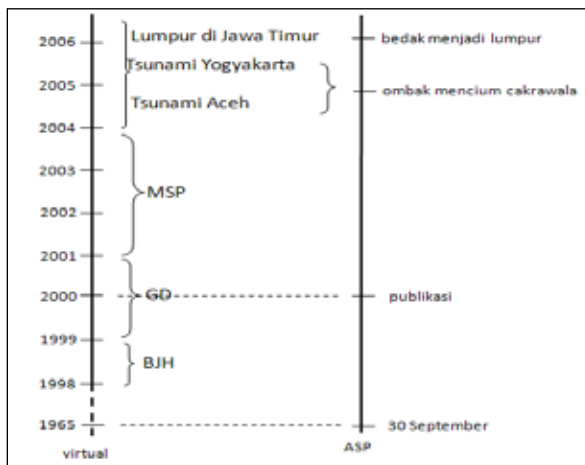 2006 Lumpur di Jawa Timur bedak menjadi lumpur
Tsunami Yogyakarta
2005 ombak mencium cakrawala
Tsunami Aceh
2004
2003
MSP
2002
2001
2000 GD publikasi
1999
BJH
1998
1965 30 September
virtual ASP